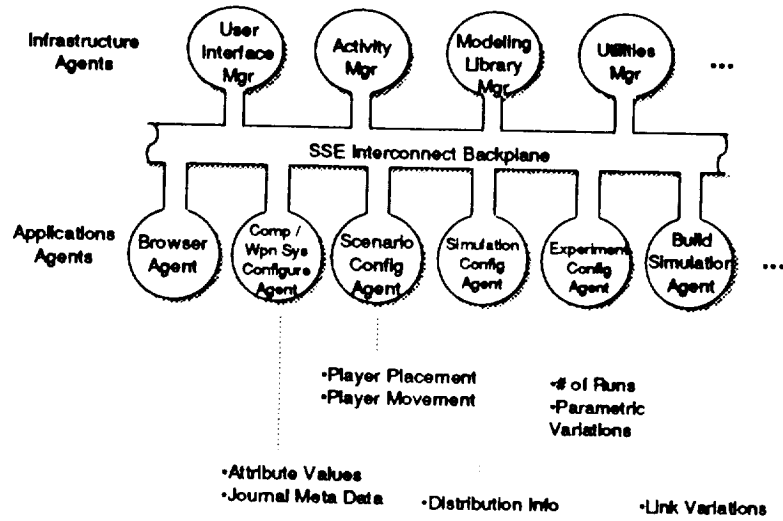 Infrastructure
Agents
User
Interface
Mgr
Activity
Mgr
Modeling
Library
Mgr
Utilities
Mgr
...
SSE Interconnect Backplane
Applications
Agents
Browser
Agent
Comp /
Wpn Sys
Configure
Agent
Scenario
Config
Agent
Simulation
Config
Agent
Experiment
Config
Agent
Build
Simulation
Agent
...
•Player Placement
•Player Movement
•# of Runs
•Parametric
Variations
•Attribute Values
•Journal Meta Data
•Distribution Info
•Link Variations